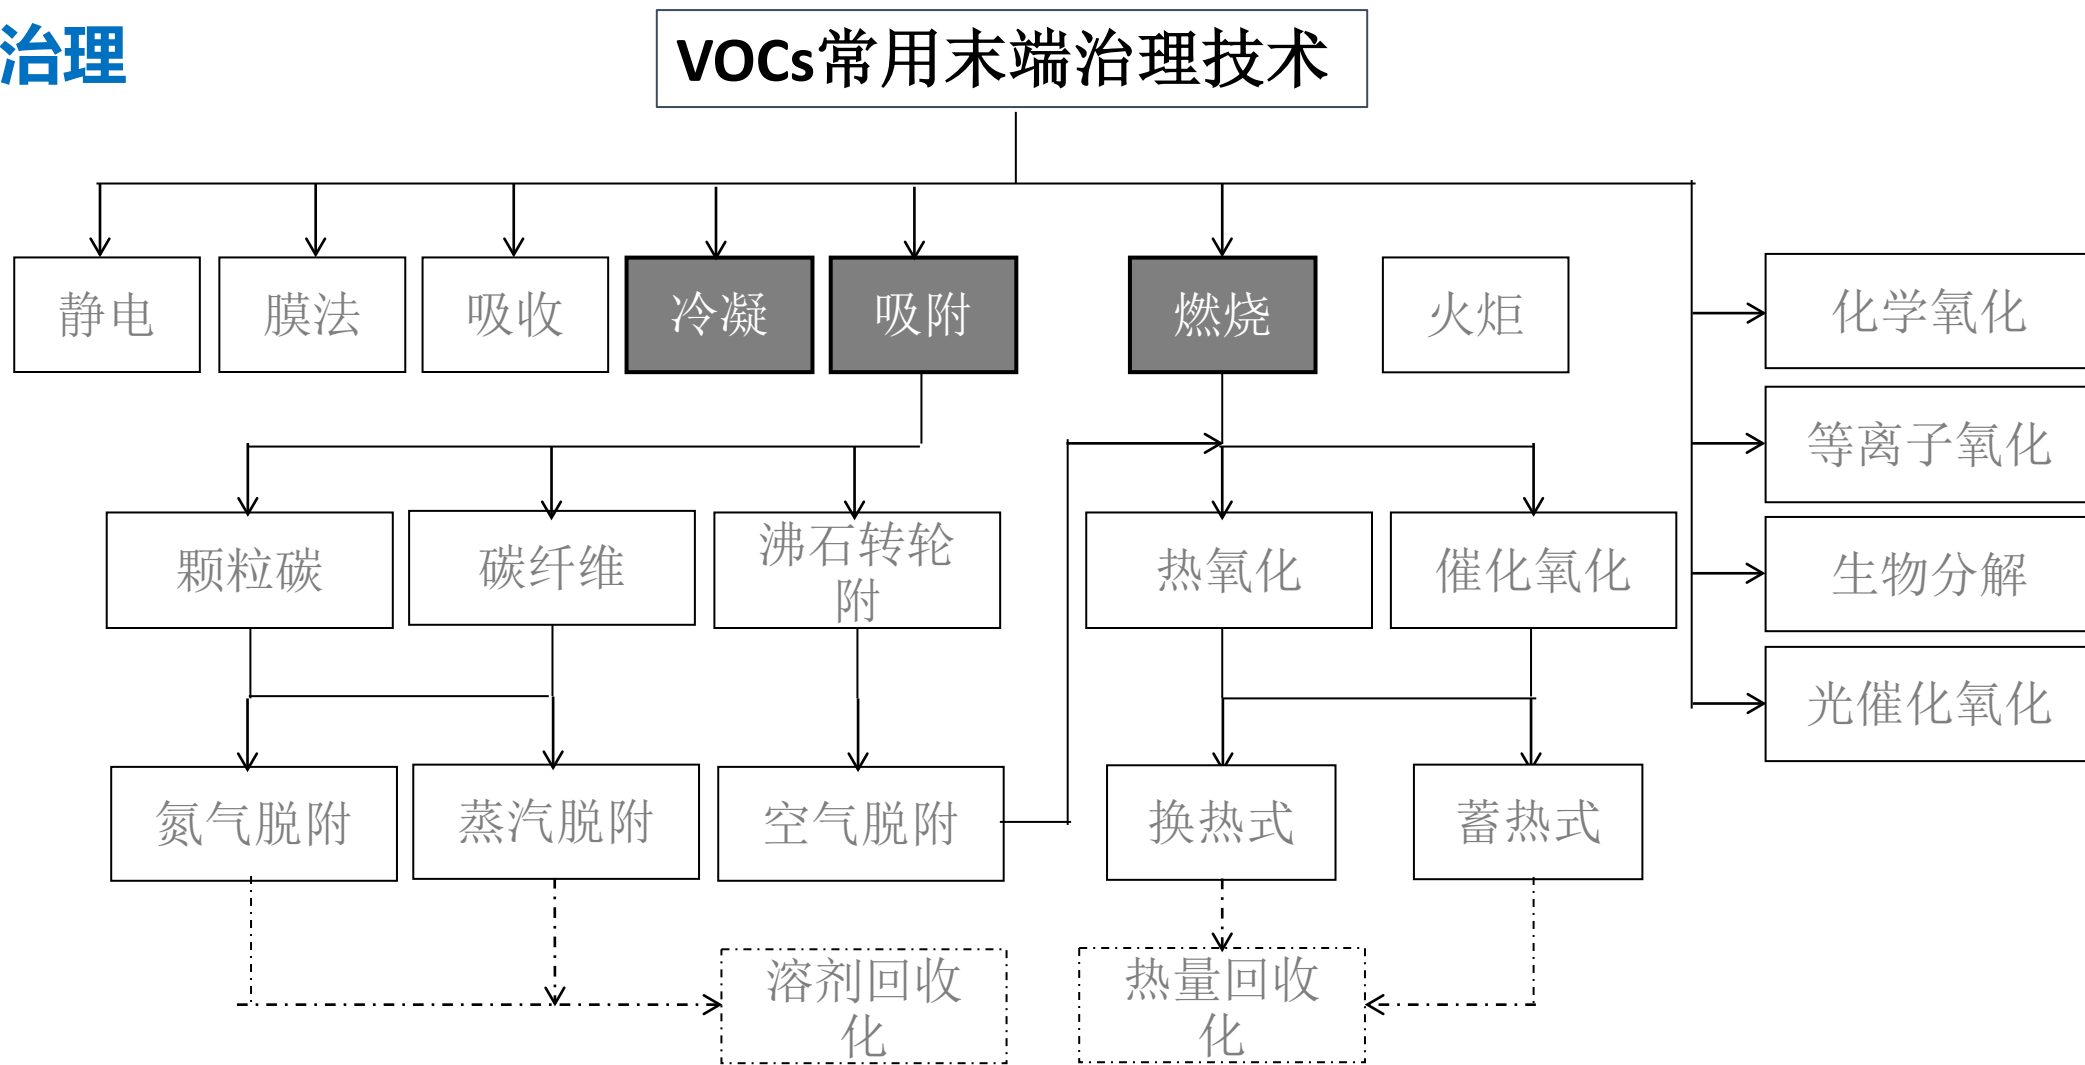 治理
VOCs常用末端治理技术
静电
膜法
吸收
冷凝
吸附
燃烧
火炬
化学氧化
等离子氧化
生物分解
光催化氧化
颗粒碳
碳纤维
沸石转轮
附
热氧化
催化氧化
氮气脱附
蒸汽脱附
空气脱附
换热式
蓄热式
溶剂回收
化
热量回收
化